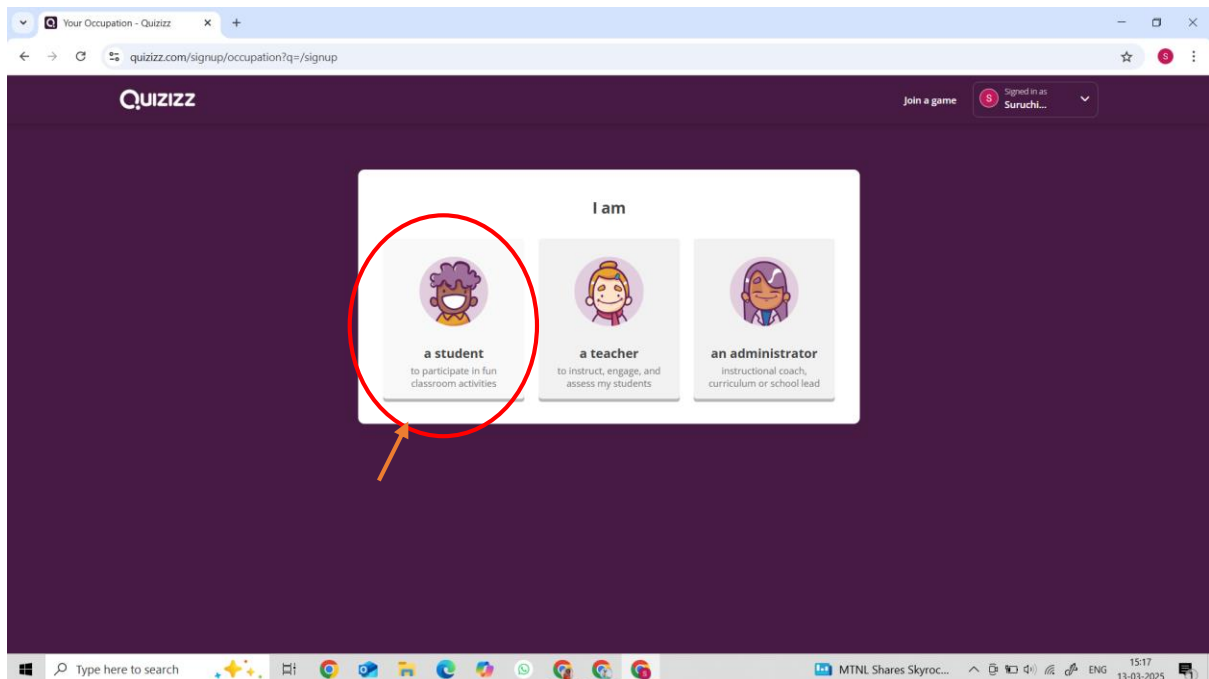 Your Occupation - Quizizz
quizizz.com/signup/occupation?q=/signup
S
QUIZIZZ
Join a game
S
Signed in as
Suruchi...
I am
a student
to participate in fun
classroom activities
a teacher
to instruct, engage, and
assess my students
an administrator
instructional coach,
curriculum or school lead
Type here to search
MTNL Shares Skyroc...
ENG
15:17
13-03-2025